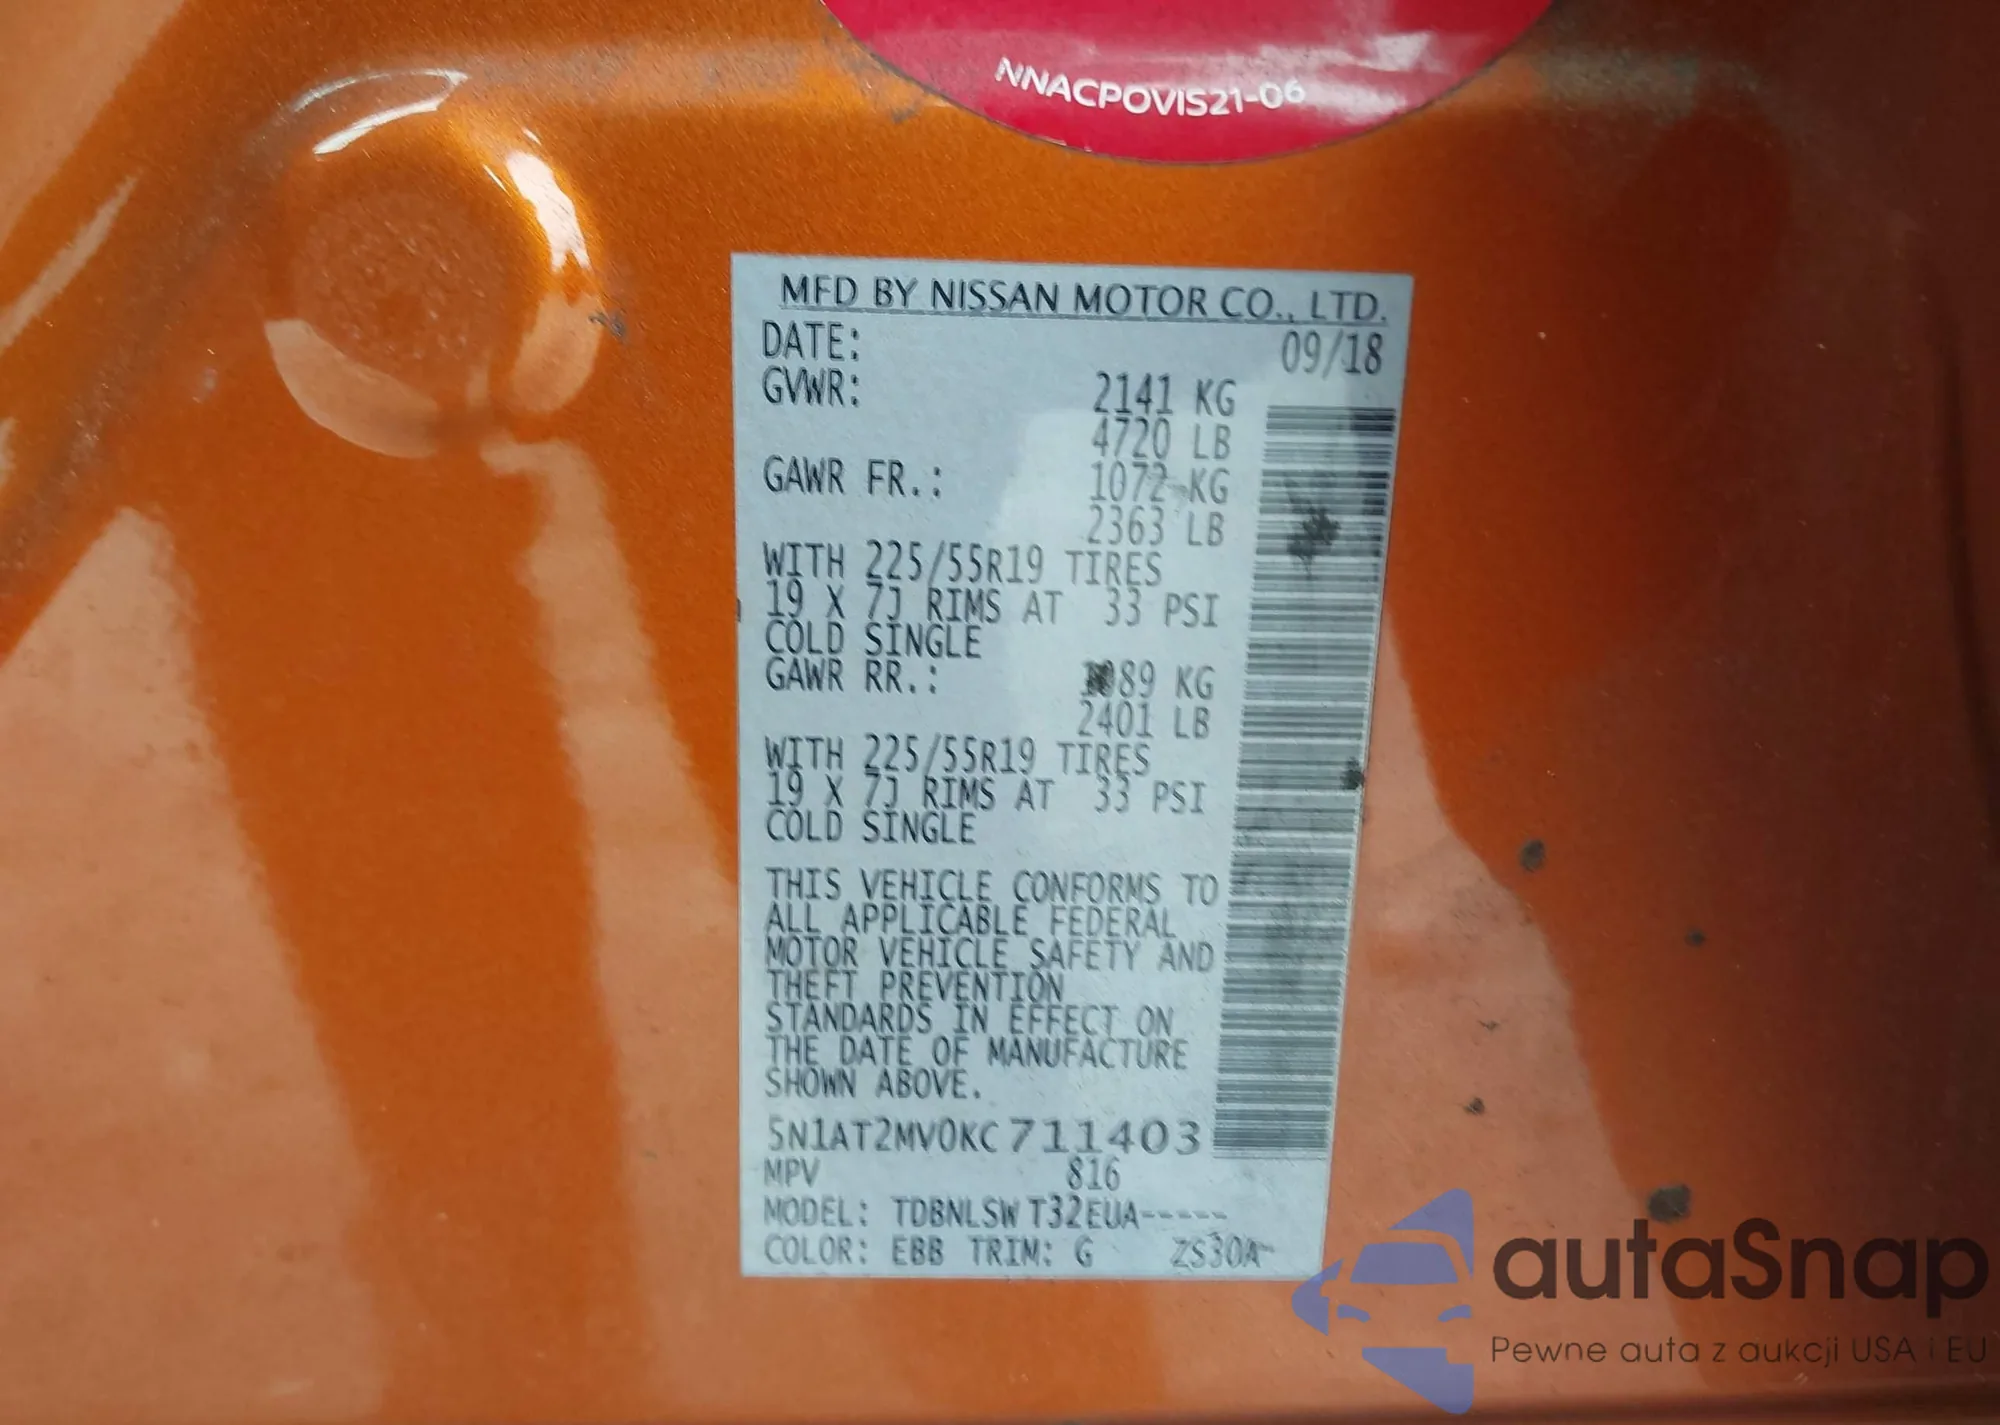 NNACPOVIS21-06
MFD BY NISSAN MOTOR CO., LTD.
DATE: 09/18
GVWR: 2141 KG
4720 LB
GAWR FR.: 1072 KG
2363 LB
WITH 225/55R19 TIRES
19 X 7J RIMS AT 33 PSI
COLD SINGLE
GAWR RR.: 1089 KG
2401 LB
WITH 225/55R19 TIRES
19 X 7J RIMS AT 33 PSI
COLD SINGLE
THIS VEHICLE CONFORMS TO
ALL APPLICABLE FEDERAL
MOTOR VEHICLE SAFETY AND
THEFT PREVENTION
STANDARDS IN EFFECT ON
THE DATE OF MANUFACTURE
SHOWN ABOVE.
5N1AT2MV0KC711403
MPV 816
MODEL: TDBNLSW T32EUA-----
COLOR: EBB TRIM: G ZS30A-
autaSnap
Pewne auta z aukcji USA i EU